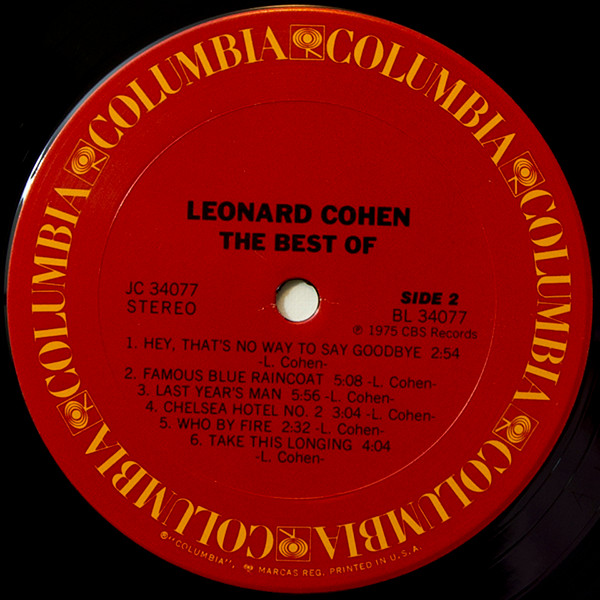 COLUMBIA COLUMBIA COLUMBIA COLUMBIA COLUMBIA COLUMBIA
LEONARD COHEN
THE BEST OF
JC 34077
STEREO
SIDE 2
BL 34077
Ⓟ 1975 CBS Records
1. HEY, THAT'S NO WAY TO SAY GOODBYE 2:54
-L. Cohen-
2. FAMOUS BLUE RAINCOAT 5:08 -L. Cohen-
3. LAST YEAR'S MAN 5:56 -L. Cohen-
4. CHELSEA HOTEL NO. 2 3:04 -L. Cohen-
5. WHO BY FIRE 2:32 -L. Cohen-
6. TAKE THIS LONGING 4:04
-L. Cohen-
®"COLUMBIA", MARCAS REG. PRINTED IN U.S.A.